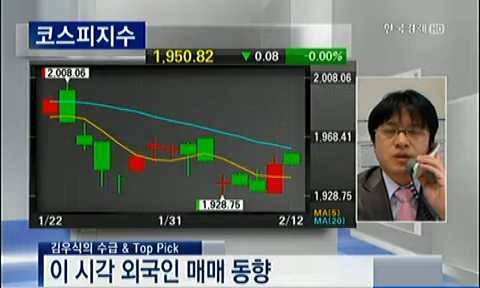 코스피지수
한국경제HD
1,950.82 ▼ 0.08 -0.00%
2,008.06
2,008.06
1,968.41
1,928.75
1,928.75
1/22 1/31 2/12
MA(5)
MA(20)
김우식의 수급 & Top Pick
이 시각 외국인 매매 동향